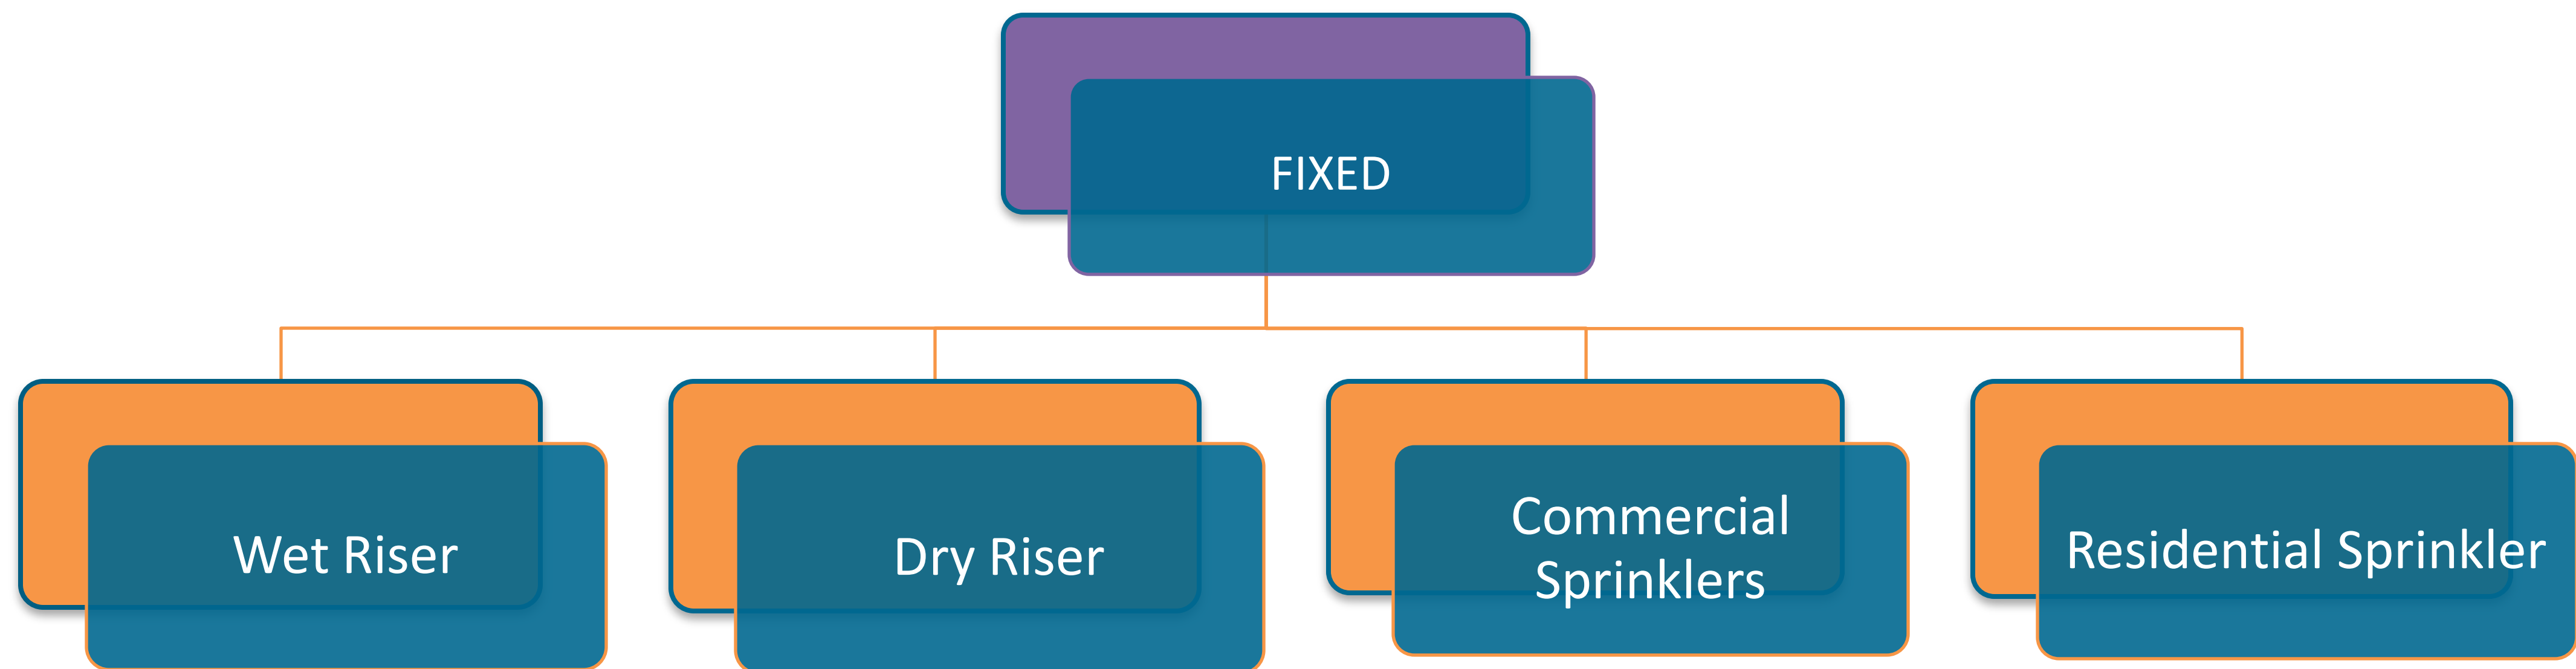 FIXED
Wet Riser
Dry Riser
Commercial
Sprinklers
Residential Sprinkler